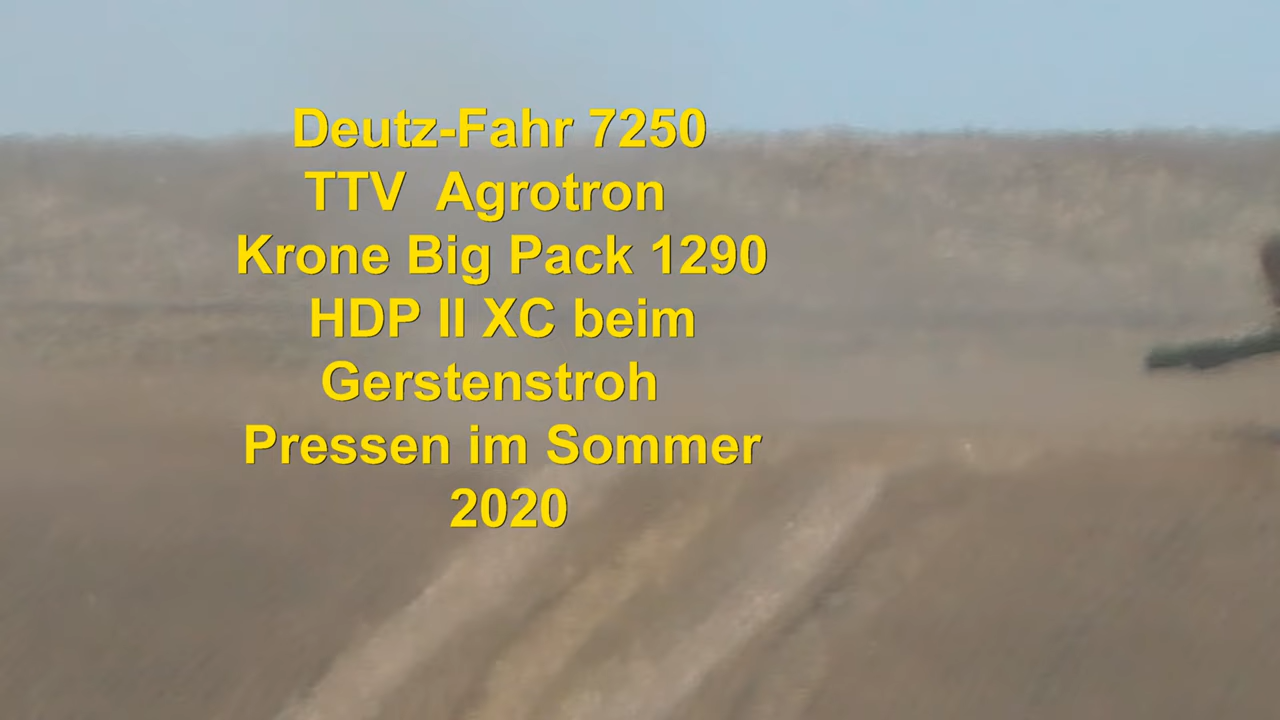 Deutz-Fahr 7250
TTV Agrotron
Krone Big Pack 1290
HDP II XC beim
Gerstenstroh
Pressen im Sommer
2020